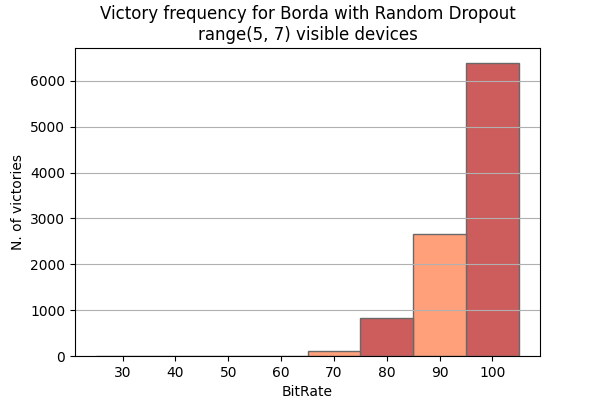 Victory frequency for Borda with Random Dropout
range(5, 7) visible devices
6000
5000
4000
3000
2000
1000
0
N. of victories
30 40 50 60 70 80 90 100
BitRate